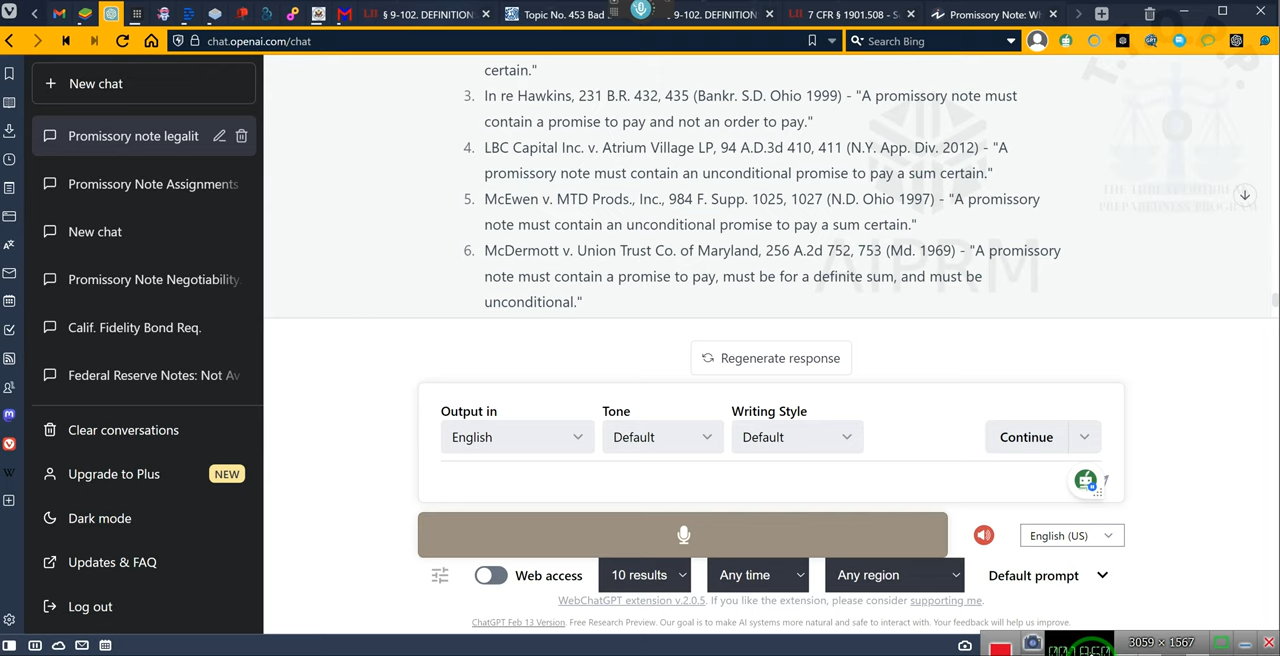 § 9-102. DEFINITION
Topic No. 453 Bad
9-102. DEFINITION
7 CFR § 1901.508 - S
Promissory Note: W
chat.openai.com/chat
Search Bing
New chat
Promissory note legalit
Promissory Note Assignments
New chat
Promissory Note Negotiability.
Calif. Fidelity Bond Req.
Federal Reserve Notes: Not Av
Clear conversations
Upgrade to Plus
NEW
Dark mode
Updates & FAQ
Log out
certain."
3. In re Hawkins, 231 B.R. 432, 435 (Bankr. S.D. Ohio 1999) - "A promissory note must
contain a promise to pay and not an order to pay."
4. LBC Capital Inc. v. Atrium Village LP, 94 A.D.3d 410, 411 (N.Y. App. Div. 2012) - "A
promissory note must contain an unconditional promise to pay a sum certain."
5. McEwen v. MTD Prods., Inc., 984 F. Supp. 1025, 1027 (N.D. Ohio 1997) - "A promissory
note must contain an unconditional promise to pay a sum certain."
6. McDermott v. Union Trust Co. of Maryland, 256 A.2d 752, 753 (Md. 1969) - "A promissory
note must contain a promise to pay, must be for a definite sum, and must be
unconditional."
AIPRM
Regenerate response
Output in
Tone
Writing Style
English
Default
Default
Continue
English (US)
Web access
10 results
Any time
Any region
Default prompt
WebChatGPT extension v.2.0.5. If you like the extension, please consider supporting me.
ChatGPT Feb 13 Version. Free Research Preview. Our goal is to make AI systems more natural and safe to interact with. Your feedback will help us improve.
3059 × 1567